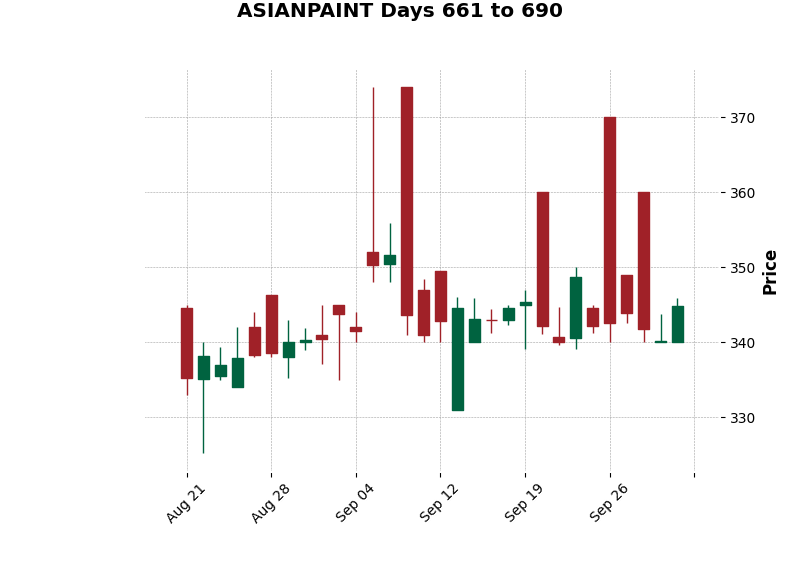 ASIANPAINT Days 661 to 690
370
360
350
340
330
Price
Aug 21
Aug 28
Sep 04
Sep 12
Sep 19
Sep 26